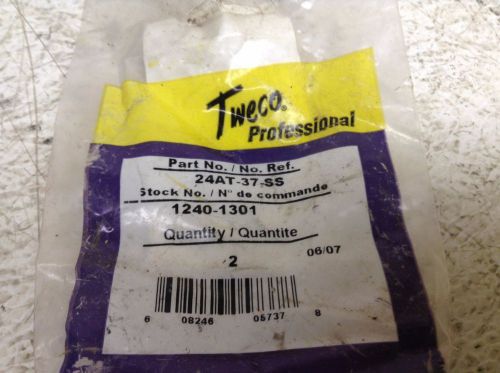 Tweco®
Professional
Part No. / No. Ref.
24AT-37-SS
Stock No. / N° de commande
1240-1301
Quantity / Quantite
2
06/07
6 08246 05737 8